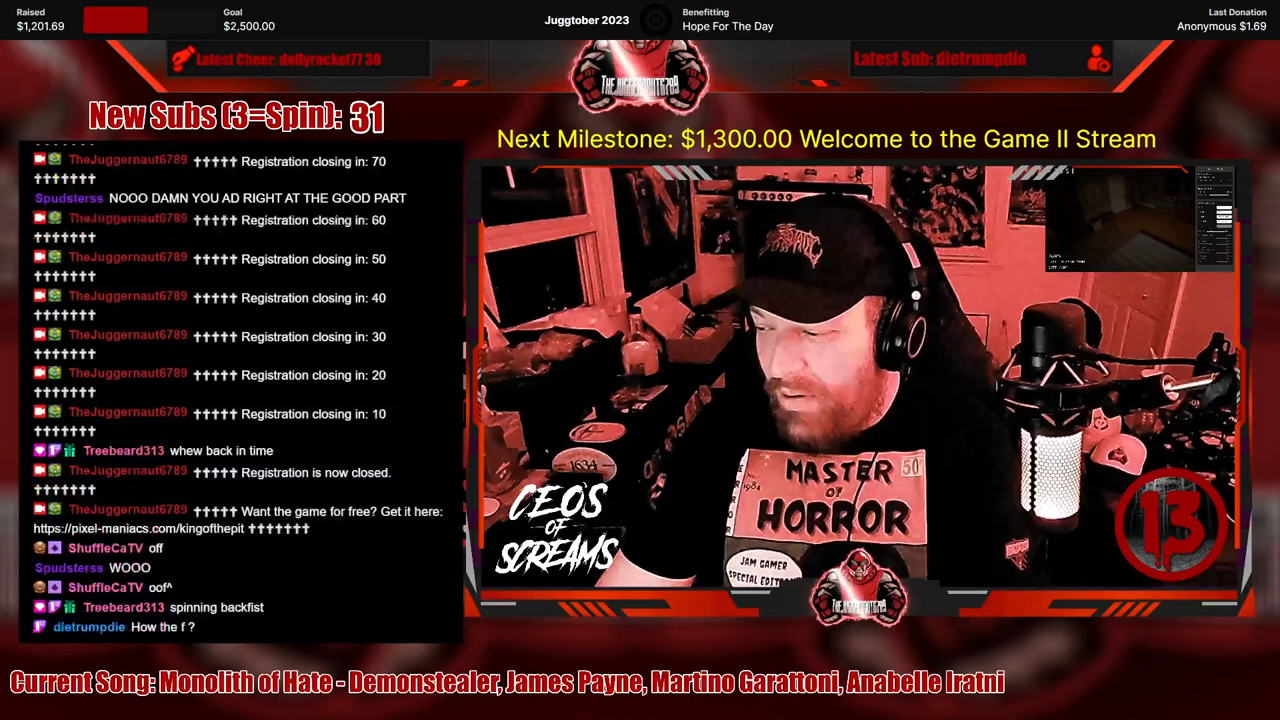 Raised
$1,201.69
Goal
$2,500.00
Juggtober 2023
Benefitting
Hope For The Day
Last Donation
Anonymous $1.69
Latest Cheer: dollyrocket77 30
THEJUGGERNAUT6789
Latest Sub: dietrumpdie
New Subs (3=Spin): 31
Next Milestone: $1,300.00 Welcome to the Game II Stream
TheJuggernaut6789 ✝✝✝✝✝ Registration closing in: 70
✝✝✝✝✝✝✝
Spudsterss NOOO DAMN YOU AD RIGHT AT THE GOOD PART
TheJuggernaut6789 ✝✝✝✝✝ Registration closing in: 60
✝✝✝✝✝✝✝
TheJuggernaut6789 ✝✝✝✝✝ Registration closing in: 50
✝✝✝✝✝✝✝
TheJuggernaut6789 ✝✝✝✝✝ Registration closing in: 40
✝✝✝✝✝✝✝
TheJuggernaut6789 ✝✝✝✝✝ Registration closing in: 30
✝✝✝✝✝✝✝
TheJuggernaut6789 ✝✝✝✝✝ Registration closing in: 20
✝✝✝✝✝✝✝
TheJuggernaut6789 ✝✝✝✝✝ Registration closing in: 10
✝✝✝✝✝✝✝
Treebeard313 whew back in time
TheJuggernaut6789 ✝✝✝✝✝ Registration is now closed.
✝✝✝✝✝✝✝
TheJuggernaut6789 ✝✝✝✝✝ Want the game for free? Get it here:
https://pixel-maniacs.com/kingofthepit ✝✝✝✝✝✝✝
ShuffleCaTV off
Spudsterss WOOO
ShuffleCaTV oof^
Treebeard313 spinning backfist
dietrumpdie How the f ?
1634
CEOS
OF
SCREAMS
MASTER
OF
HORROR
50¢
1984
JAM GAMER
SPECIAL EDITION
13
THEJUGGERNAUT6789
Current Song: Monolith of Hate - Demonstealer, James Payne, Martino Garattoni, Anabelle Iratni